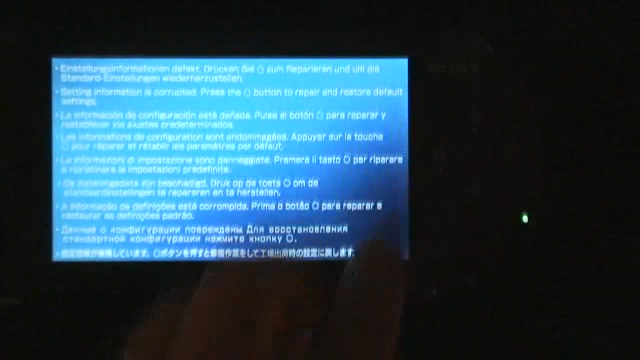 · Einstellungsinformationen defekt. Drücken Sie ○ zum Reparieren und um die
Standard-Einstellungen wiederherzustellen.
· Setting information is corrupted. Press the ○ button to repair and restore default
settings.
· La información de configuración está dañada. Pulse el botón ○ para reparar y
restablecer los ajustes predeterminados.
· Les informations de configuration sont endommagées. Appuyer sur la touche
○ pour réparer et rétablir les paramètres par défaut.
· Le informazioni di impostazione sono danneggiate. Premere il tasto ○ per riparare
e ripristinare le impostazioni predefinite.
· De instellingsdata zijn beschadigd. Druk op de toets ○ om de
standaardinstellingen te repareren en te herstellen.
· A informação de definições está corrompida. Prima o botão ○ para reparar e
restaurar as definições padrão.
· Данные о конфигурации повреждены Для восстановления
стандартной конфигурации нажмите кнопку ○.
· 設定情報が破損しています。○ボタンを押すと修復作業をして工場出荷時の設定に戻します